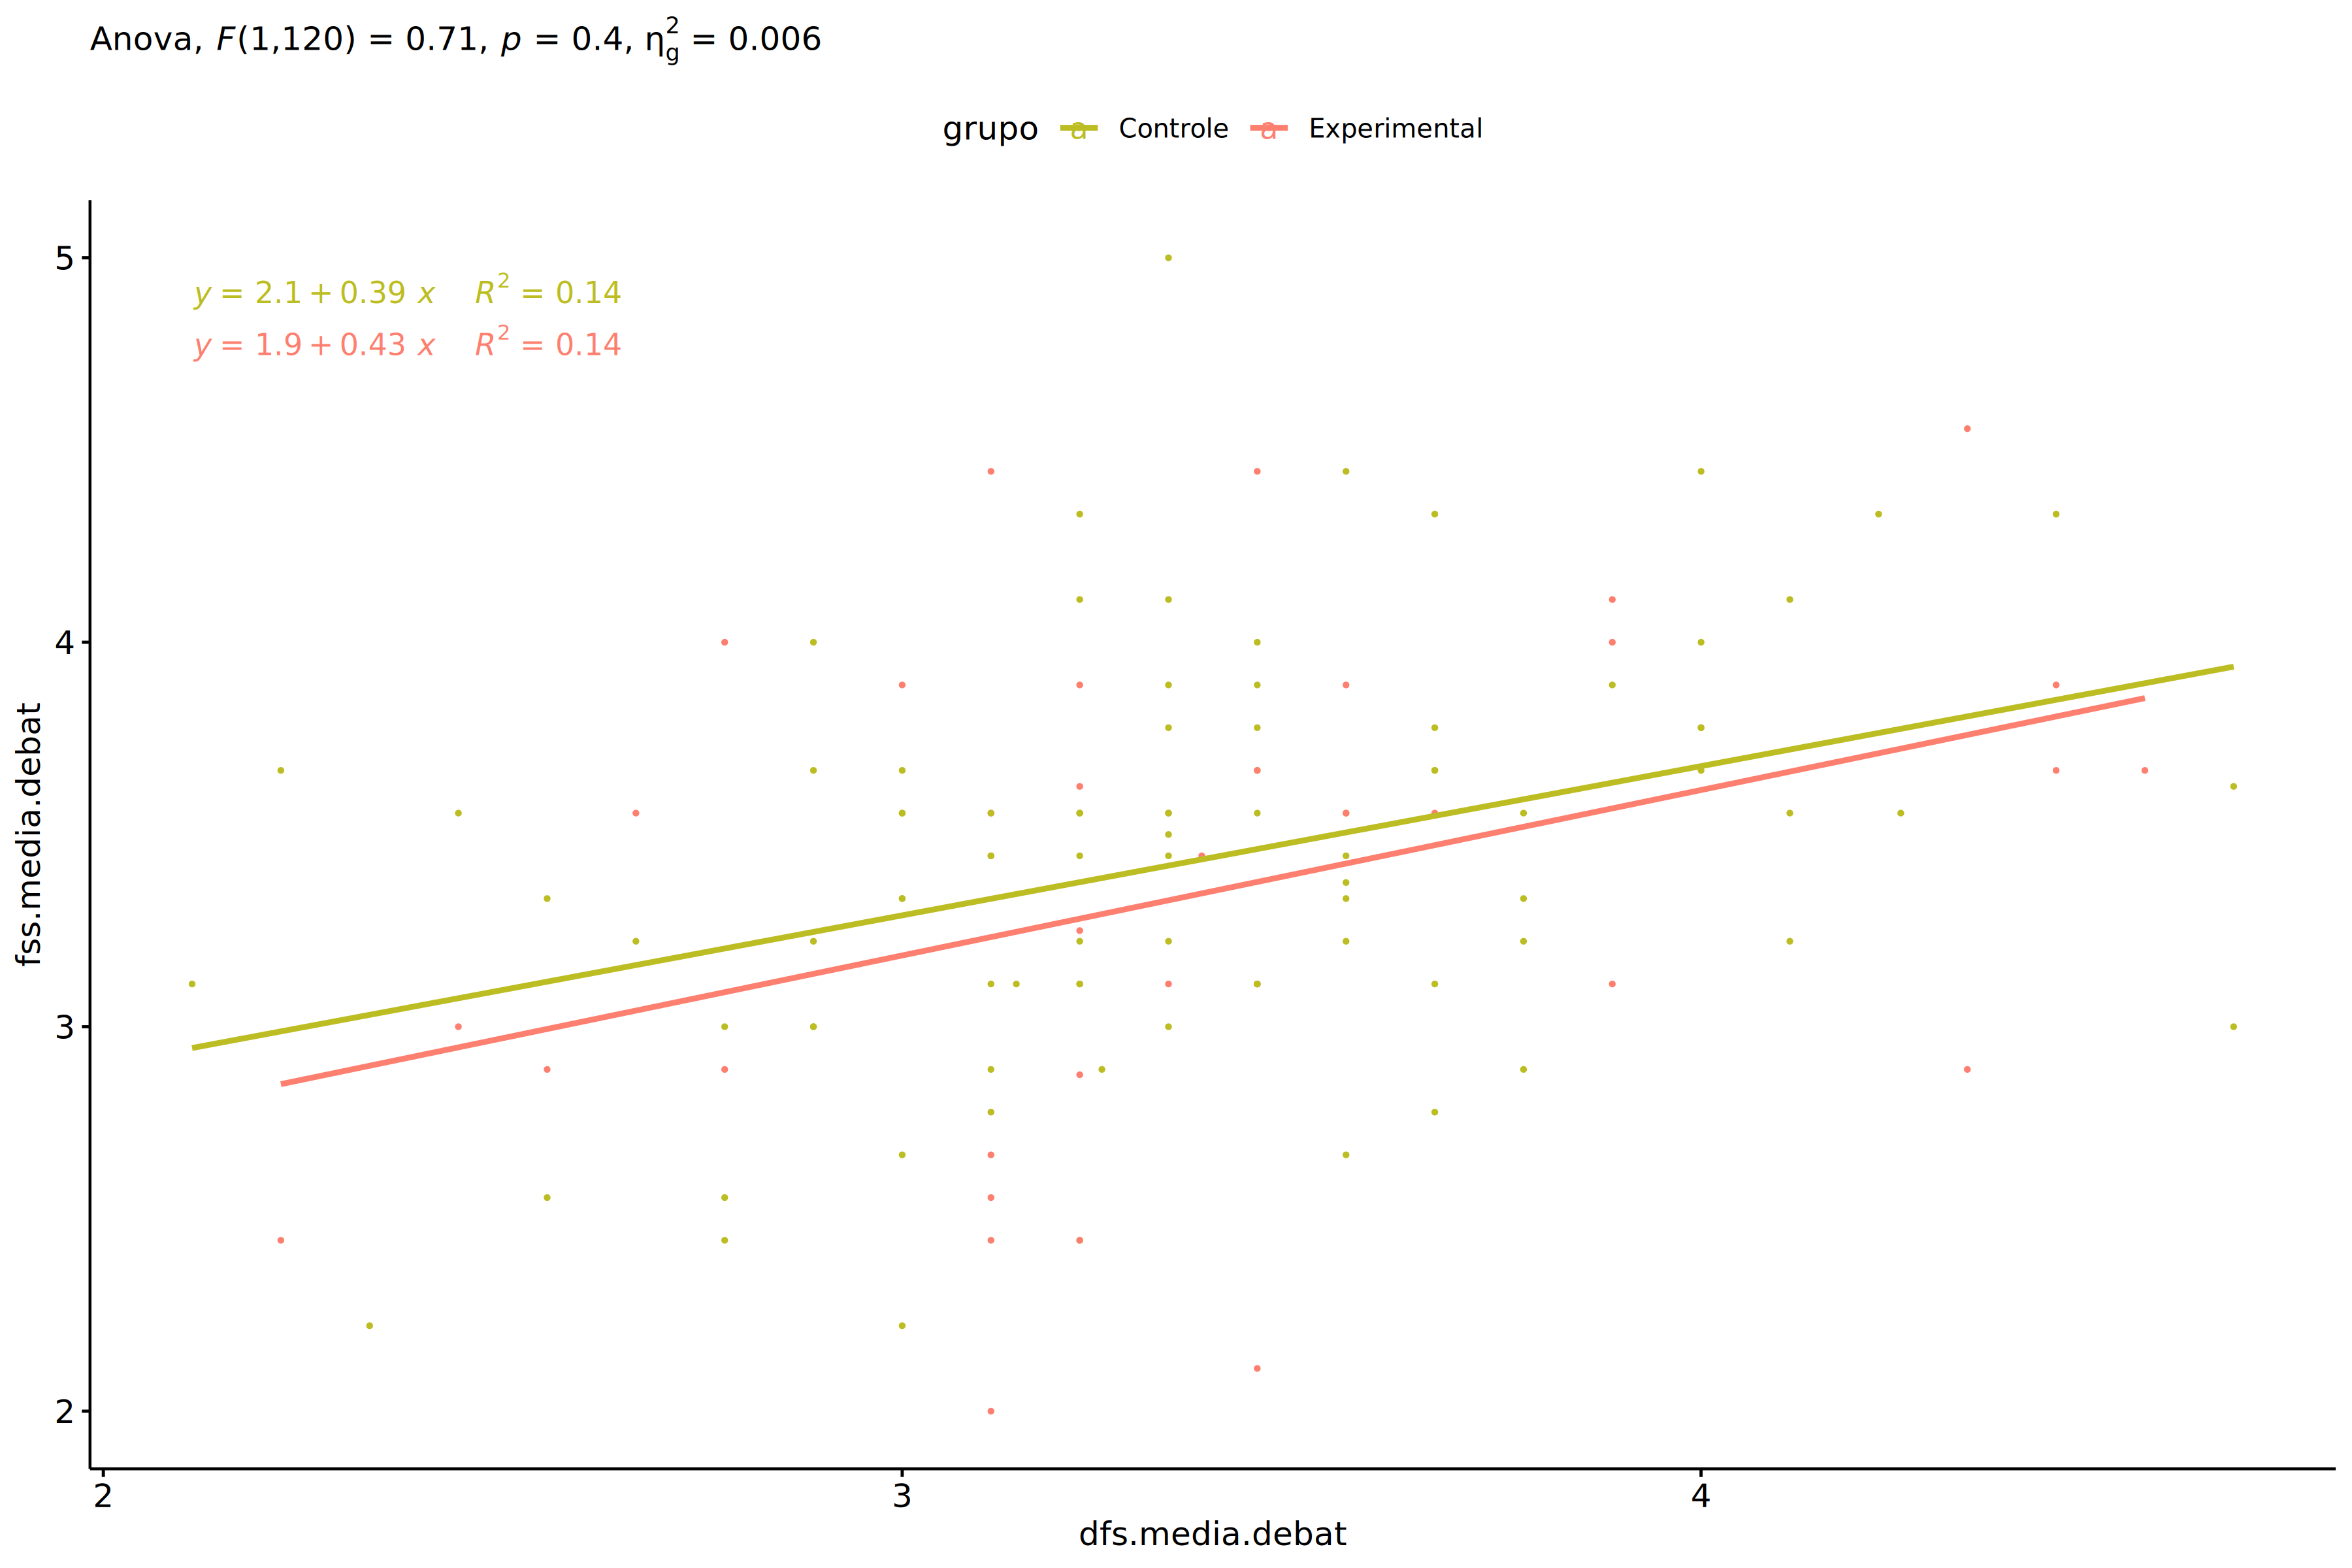 Anova, F(1,120) = 0.71, p = 0.4, η²g = 0.006
grupo a Controle a Experimental
5
y = 2.1 + 0.39 x R² = 0.14
y = 1.9 + 0.43 x R² = 0.14
4
3
2
fss.media.debat
2 3 4
dfs.media.debat